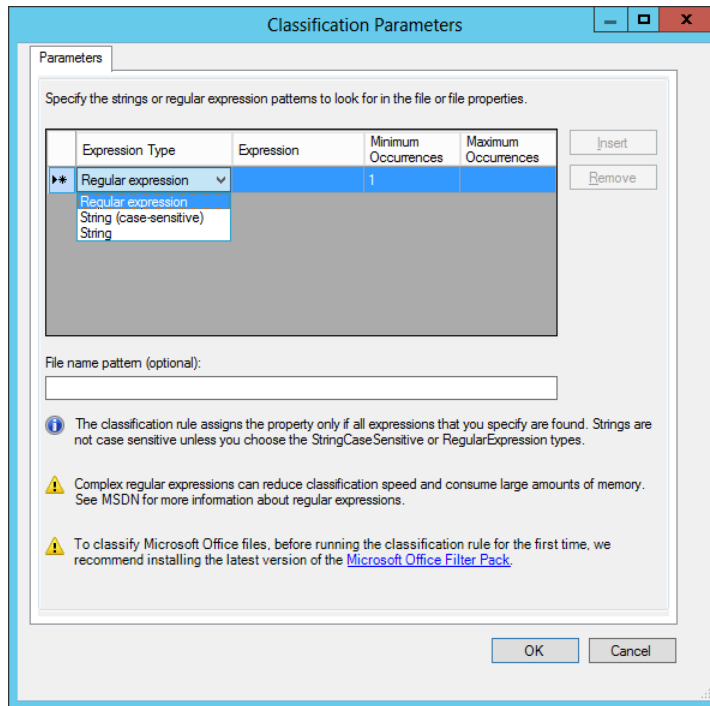 Classification Parameters
Parameters
Specify the strings or regular expression patterns to look for in the file or file properties.
Expression Type
Expression
Minimum
Occurrences
Maximum
Occurrences
Insert
Regular expression
1
Remove
Regular expression
String (case-sensitive)
String
File name pattern (optional):
The classification rule assigns the property only if all expressions that you specify are found. Strings are
not case sensitive unless you choose the StringCaseSensitive or RegularExpression types.
Complex regular expressions can reduce classification speed and consume large amounts of memory.
See MSDN for more information about regular expressions.
To classify Microsoft Office files, before running the classification rule for the first time, we
recommend installing the latest version of the Microsoft Office Filter Pack.
OK
Cancel